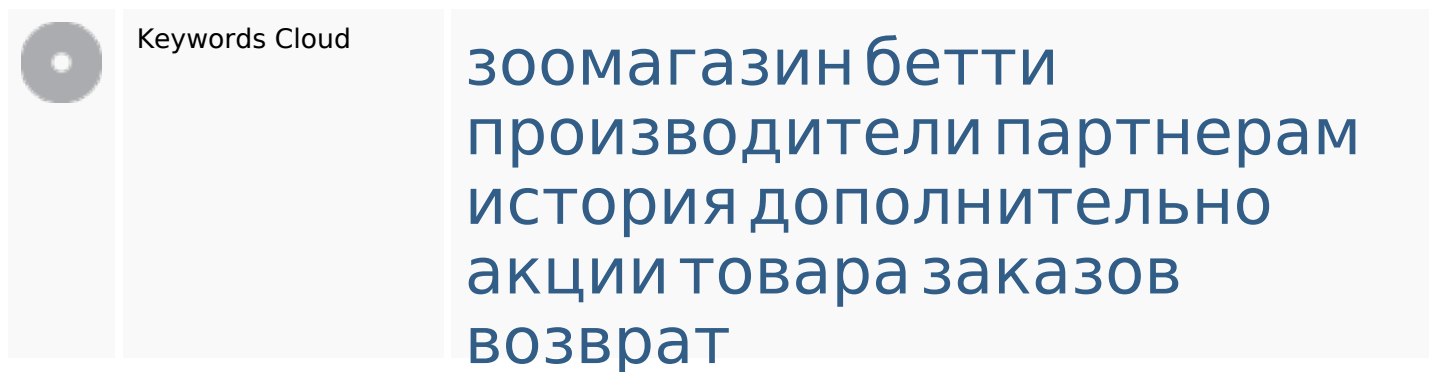 Keywords Cloud
зоомагазин бетти
производители партнерам
история дополнительно
акции товара заказов
возврат